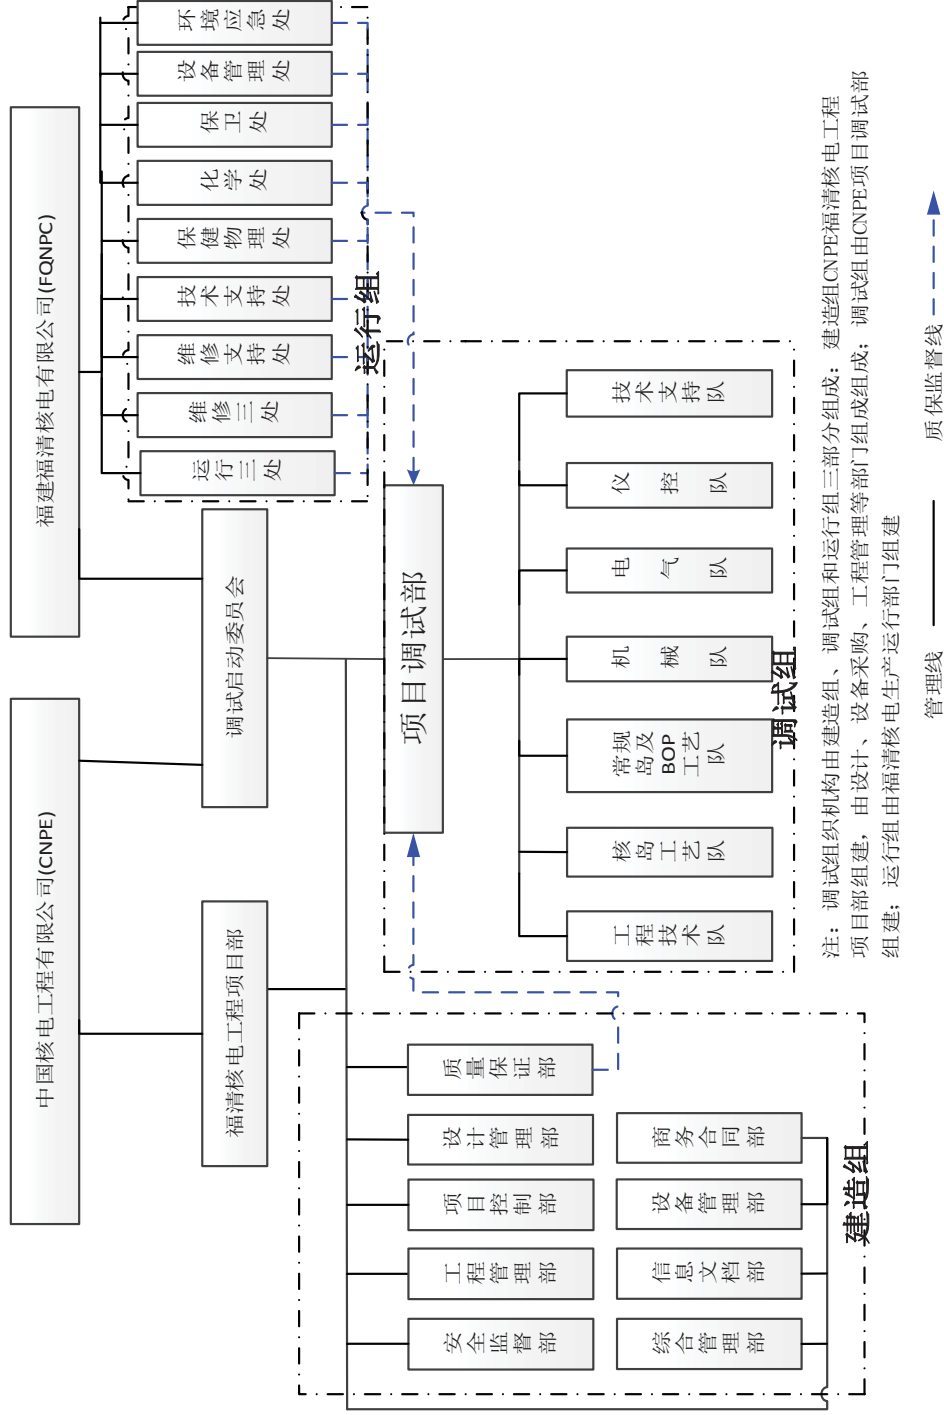 中国核电工程有限公司(CNPE)
福建福清核电有限公司(FQNPC)
福清核电工程项目部
调试启动委员会
运行三处
维修三处
维修支持处
技术支持处
保健物理处
化学处
保卫处
设备管理处
环境应急处
运行组
项目调试部
安全监督部
工程管理部
项目控制部
设计管理部
质量保证部
综合管理部
信息文档部
设备管理部
商务合同部
建造组
工程技术队
核岛工艺队
常规岛及BOP工艺队
机械队
电气队
仪控队
技术支持队
调试组
注：调试组织机构由建造组、调试组和运行组三部分组成；建造组CNPE福清核电工程
项目部组建，由设计、设备采购、工程管理等部门组成组成；调试组由CNPE项目调试部
组建；运行组由福清核电生产运行部门组建
管理线
质保监督线